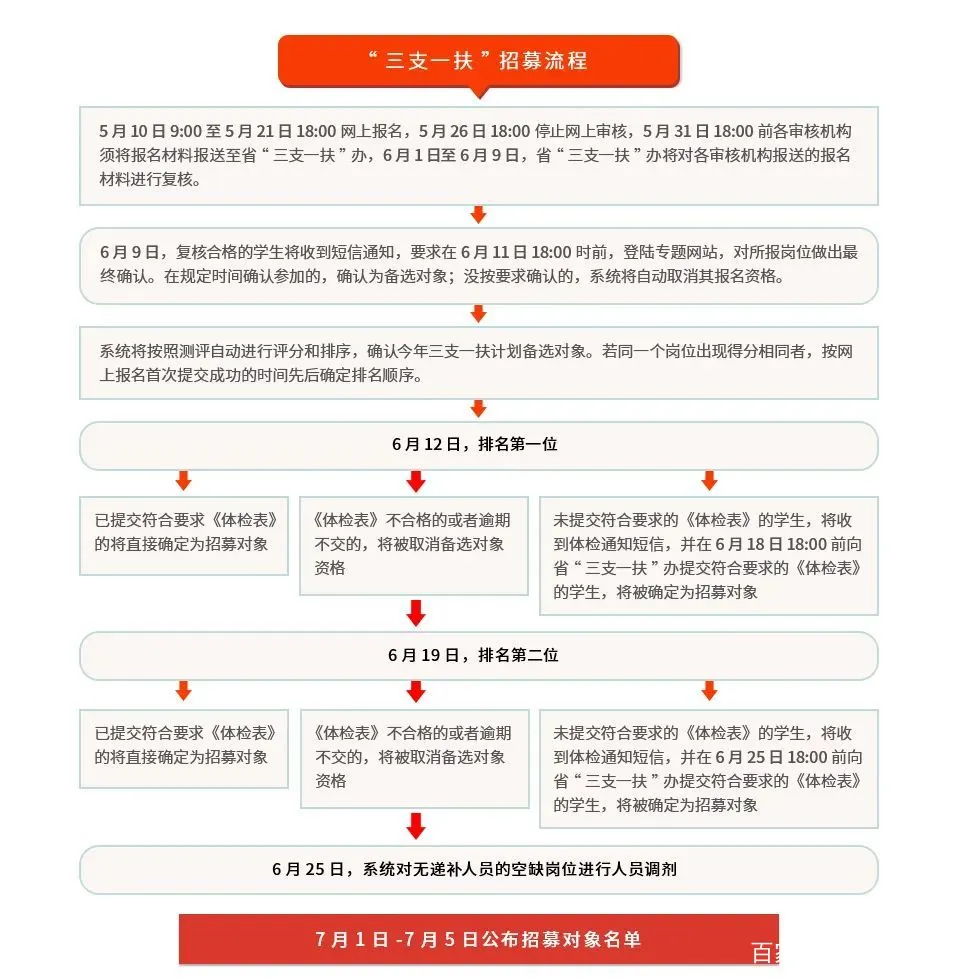 “三支一扶”招募流程
5月10日9:00至5月21日18:00网上报名，5月26日18:00停止网上审核，5月31日18:00前各审核机构
须将报名材料报送至省“三支一扶”办，6月1日至6月9日，省“三支一扶”办将对各审核机构报送的报名
材料进行复核。
6月9日，复核合格的学生将收到短信通知，要求在6月11日18:00时前，登陆专题网站，对所报岗位做出最
终确认。在规定时间确认参加的，确认为备选对象；没按要求确认的，系统将自动取消其报名资格。
系统将按照测评自动进行评分和排序，确认今年三支一扶计划备选对象。若同一个岗位出现得分相同者，按网
上报名首次提交成功的时间先后确定排名顺序。
6月12日，排名第一位
已提交符合要求《体检表》
的将直接确定为招募对象
《体检表》不合格的或者逾期
不交的，将被取消备选对象
资格
未提交符合要求的《体检表》的学生，将收
到体检通知短信，并在6月18日18:00前向
省“三支一扶”办提交符合要求的《体检表》
的学生，将被确定为招募对象
6月19日，排名第二位
已提交符合要求《体检表》
的将直接确定为招募对象
《体检表》不合格的或者逾期
不交的，将被取消备选对象
资格
未提交符合要求的《体检表》的学生，将收
到体检通知短信，并在6月25日18:00前向
省“三支一扶”办提交符合要求的《体检表》
的学生，将被确定为招募对象
6月25日，系统对无递补人员的空缺岗位进行人员调剂
7月1日-7月5日公布招募对象名单
百